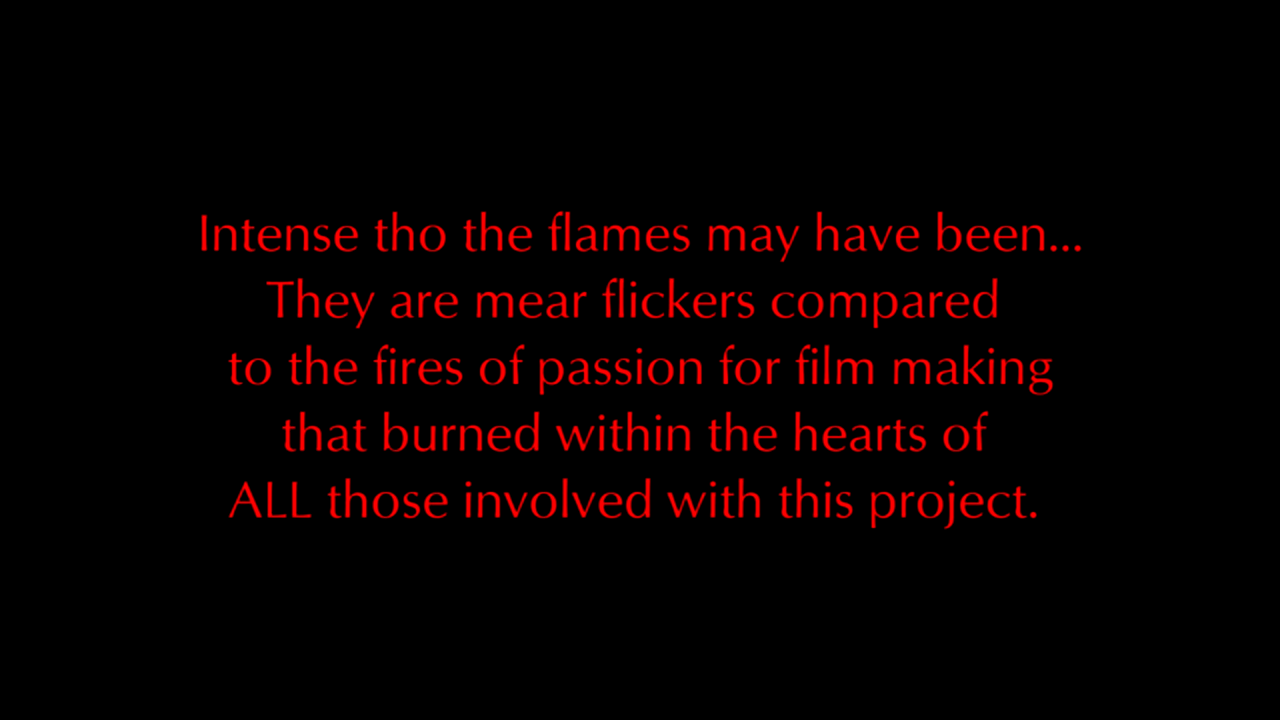 Intense tho the flames may have been...
They are mear flickers compared
to the fires of passion for film making
that burned within the hearts of
ALL those involved with this project.